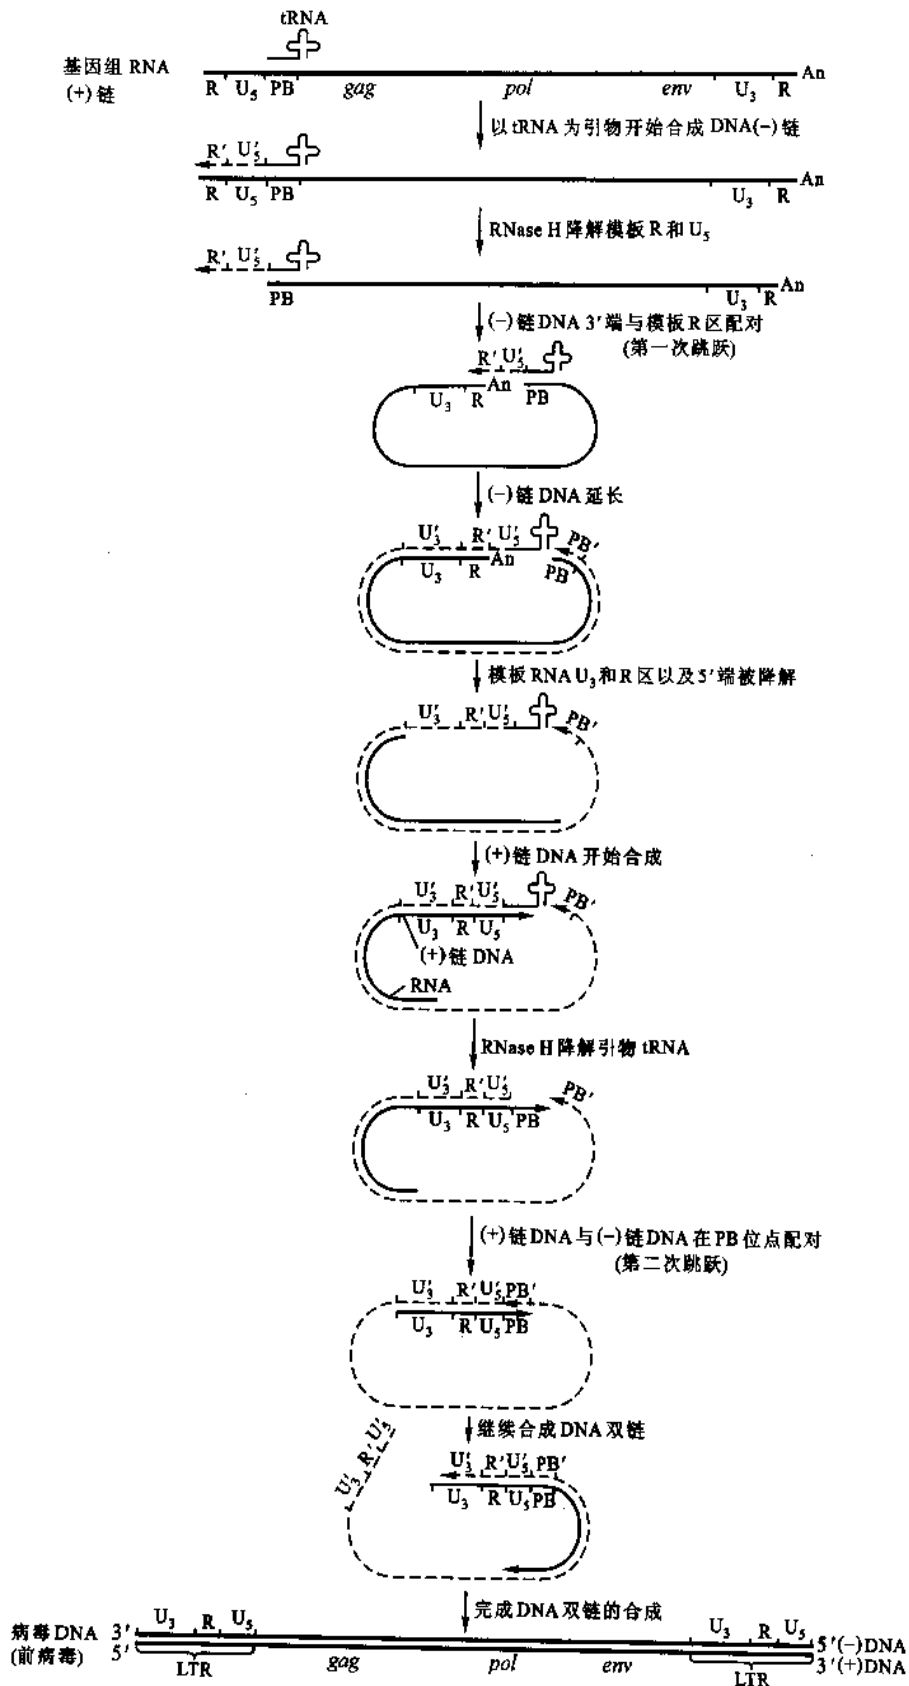 tRNA
基因组 RNA
(+)链
An
R U₅ PB gag pol env U₃ R
以 tRNA 为引物开始合成 DNA(-)链
R′ U₅′
An
R U₅ PB U₃ R
RNase H 降解模板 R 和 U₅
R′ U₅′
PB U₃ R An
(-)链 DNA 3′端与模板 R 区配对
(第一次跳跃)
R′ U₅′
An
U₃ R PB
(-)链 DNA 延长
U₃′ R′ U₅′ PB′
An
U₃ R PB
模板 RNA U₃ 和 R 区以及 5′端被降解
U₃′ R′ U₅′ PB′
(+)链 DNA 开始合成
U₃′ R′ U₅′ PB′
U₃ R U₅
(+)链 DNA
RNA
RNase H 降解引物 tRNA
U₃′ R′ U₅′ PB′
U₃ R U₅ PB
(+)链 DNA 与(-)链 DNA 在 PB 位点配对
(第二次跳跃)
U₃′ R′ U₅′ PB′
U₃ R U₅ PB
继续合成 DNA 双链
U₃′ R′ U₅′
U₃′ R′ U₅′ PB′
U₃ R U₅ PB
完成 DNA 双链的合成
病毒 DNA 3′ U₃ R U₅ U₃ R U₅ 5′(-)DNA
(前病毒) 5′ LTR gag pol env LTR 3′(+)DNA